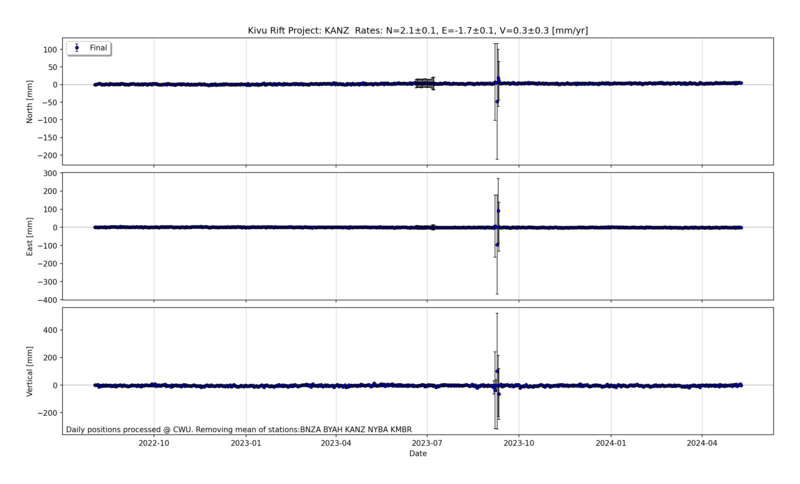 Kivu Rift Project: KANZ  Rates: N=2.1±0.1, E=-1.7±0.1, V=0.3±0.3 [mm/yr]
Final
North [mm]
100
50
0
−50
−100
−150
−200
East [mm]
300
200
100
0
−100
−200
−300
−400
Vertical [mm]
400
200
0
−200
Daily positions processed @ CWU. Removing mean of stations:BNZA BYAH KANZ NYBA KMBR
2022-10 2023-01 2023-04 2023-07 2023-10 2024-01 2024-04
Date